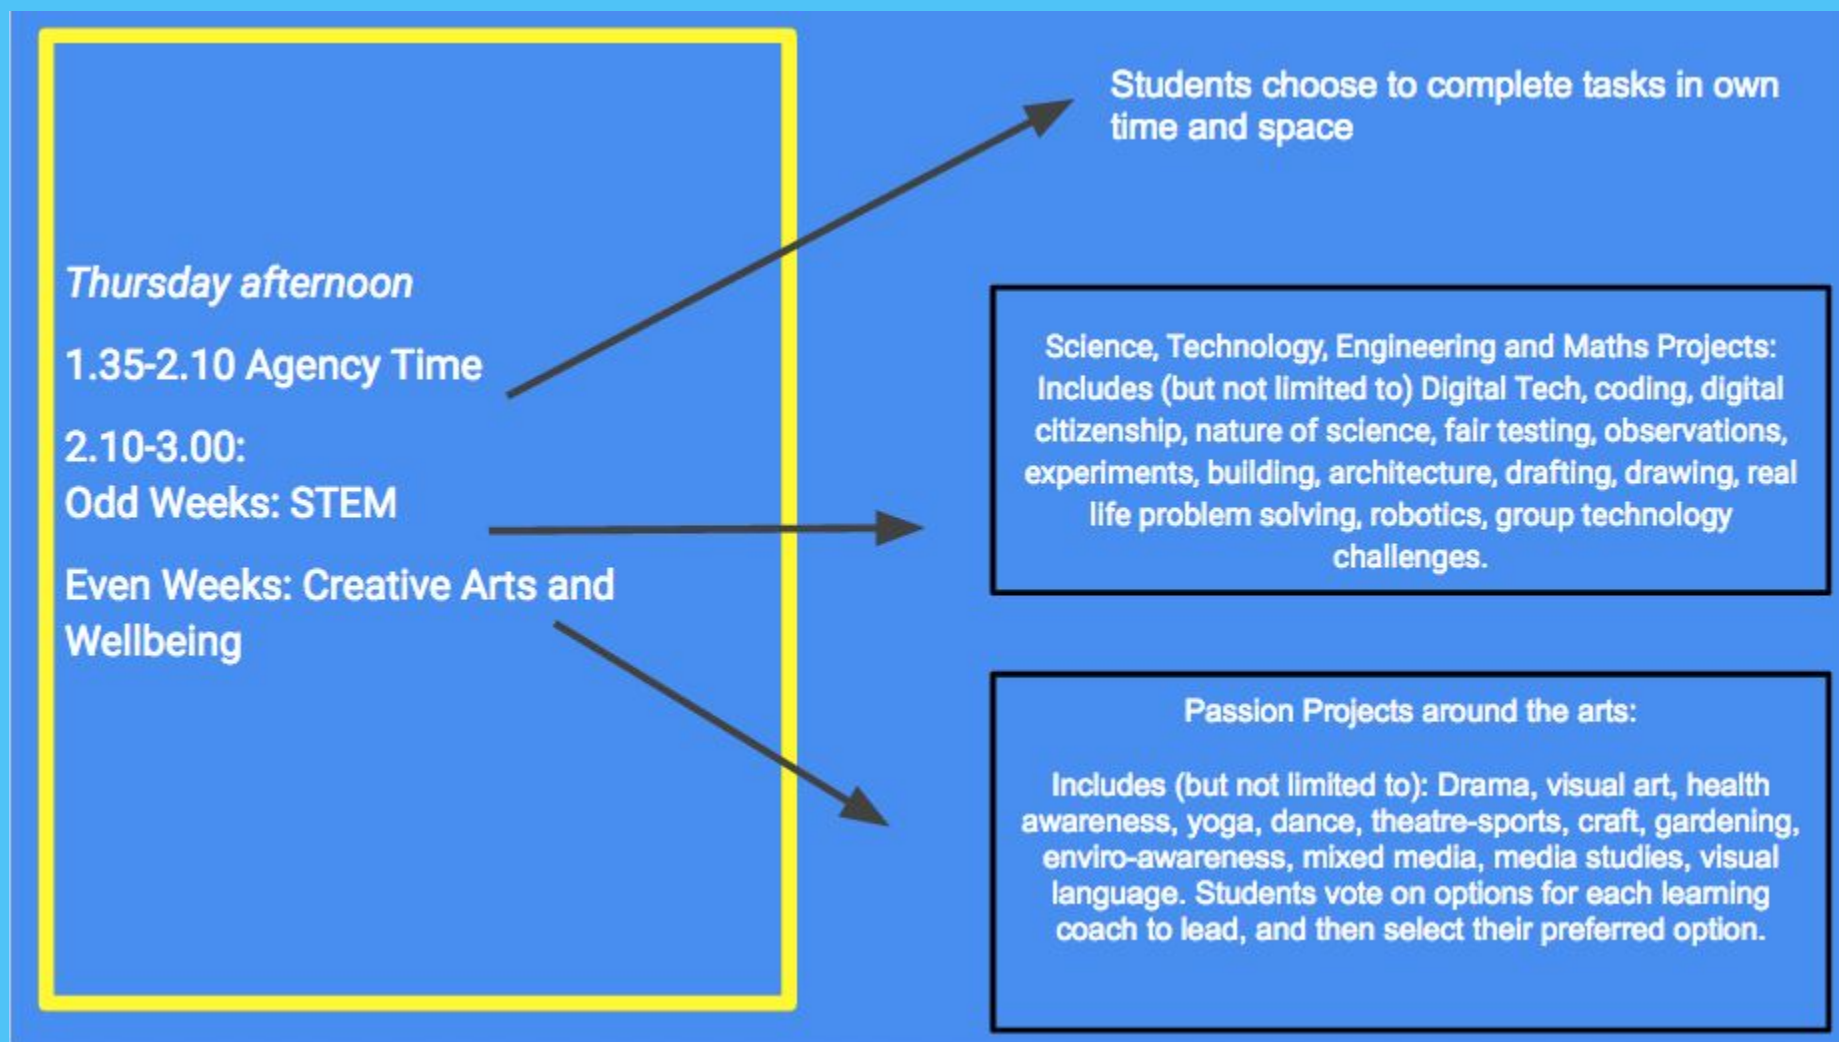 Thursday afternoon
1.35-2.10 Agency Time
2.10-3.00:
Odd Weeks: STEM
Even Weeks: Creative Arts and
Wellbeing
Students choose to complete tasks in own
time and space
Science, Technology, Engineering and Maths Projects:
Includes (but not limited to) Digital Tech, coding, digital
citizenship, nature of science, fair testing, observations,
experiments, building, architecture, drafting, drawing, real
life problem solving, robotics, group technology
challenges.
Passion Projects around the arts:
Includes (but not limited to): Drama, visual art, health
awareness, yoga, dance, theatre-sports, craft, gardening,
enviro-awareness, mixed media, media studies, visual
language. Students vote on options for each learning
coach to lead, and then select their preferred option.